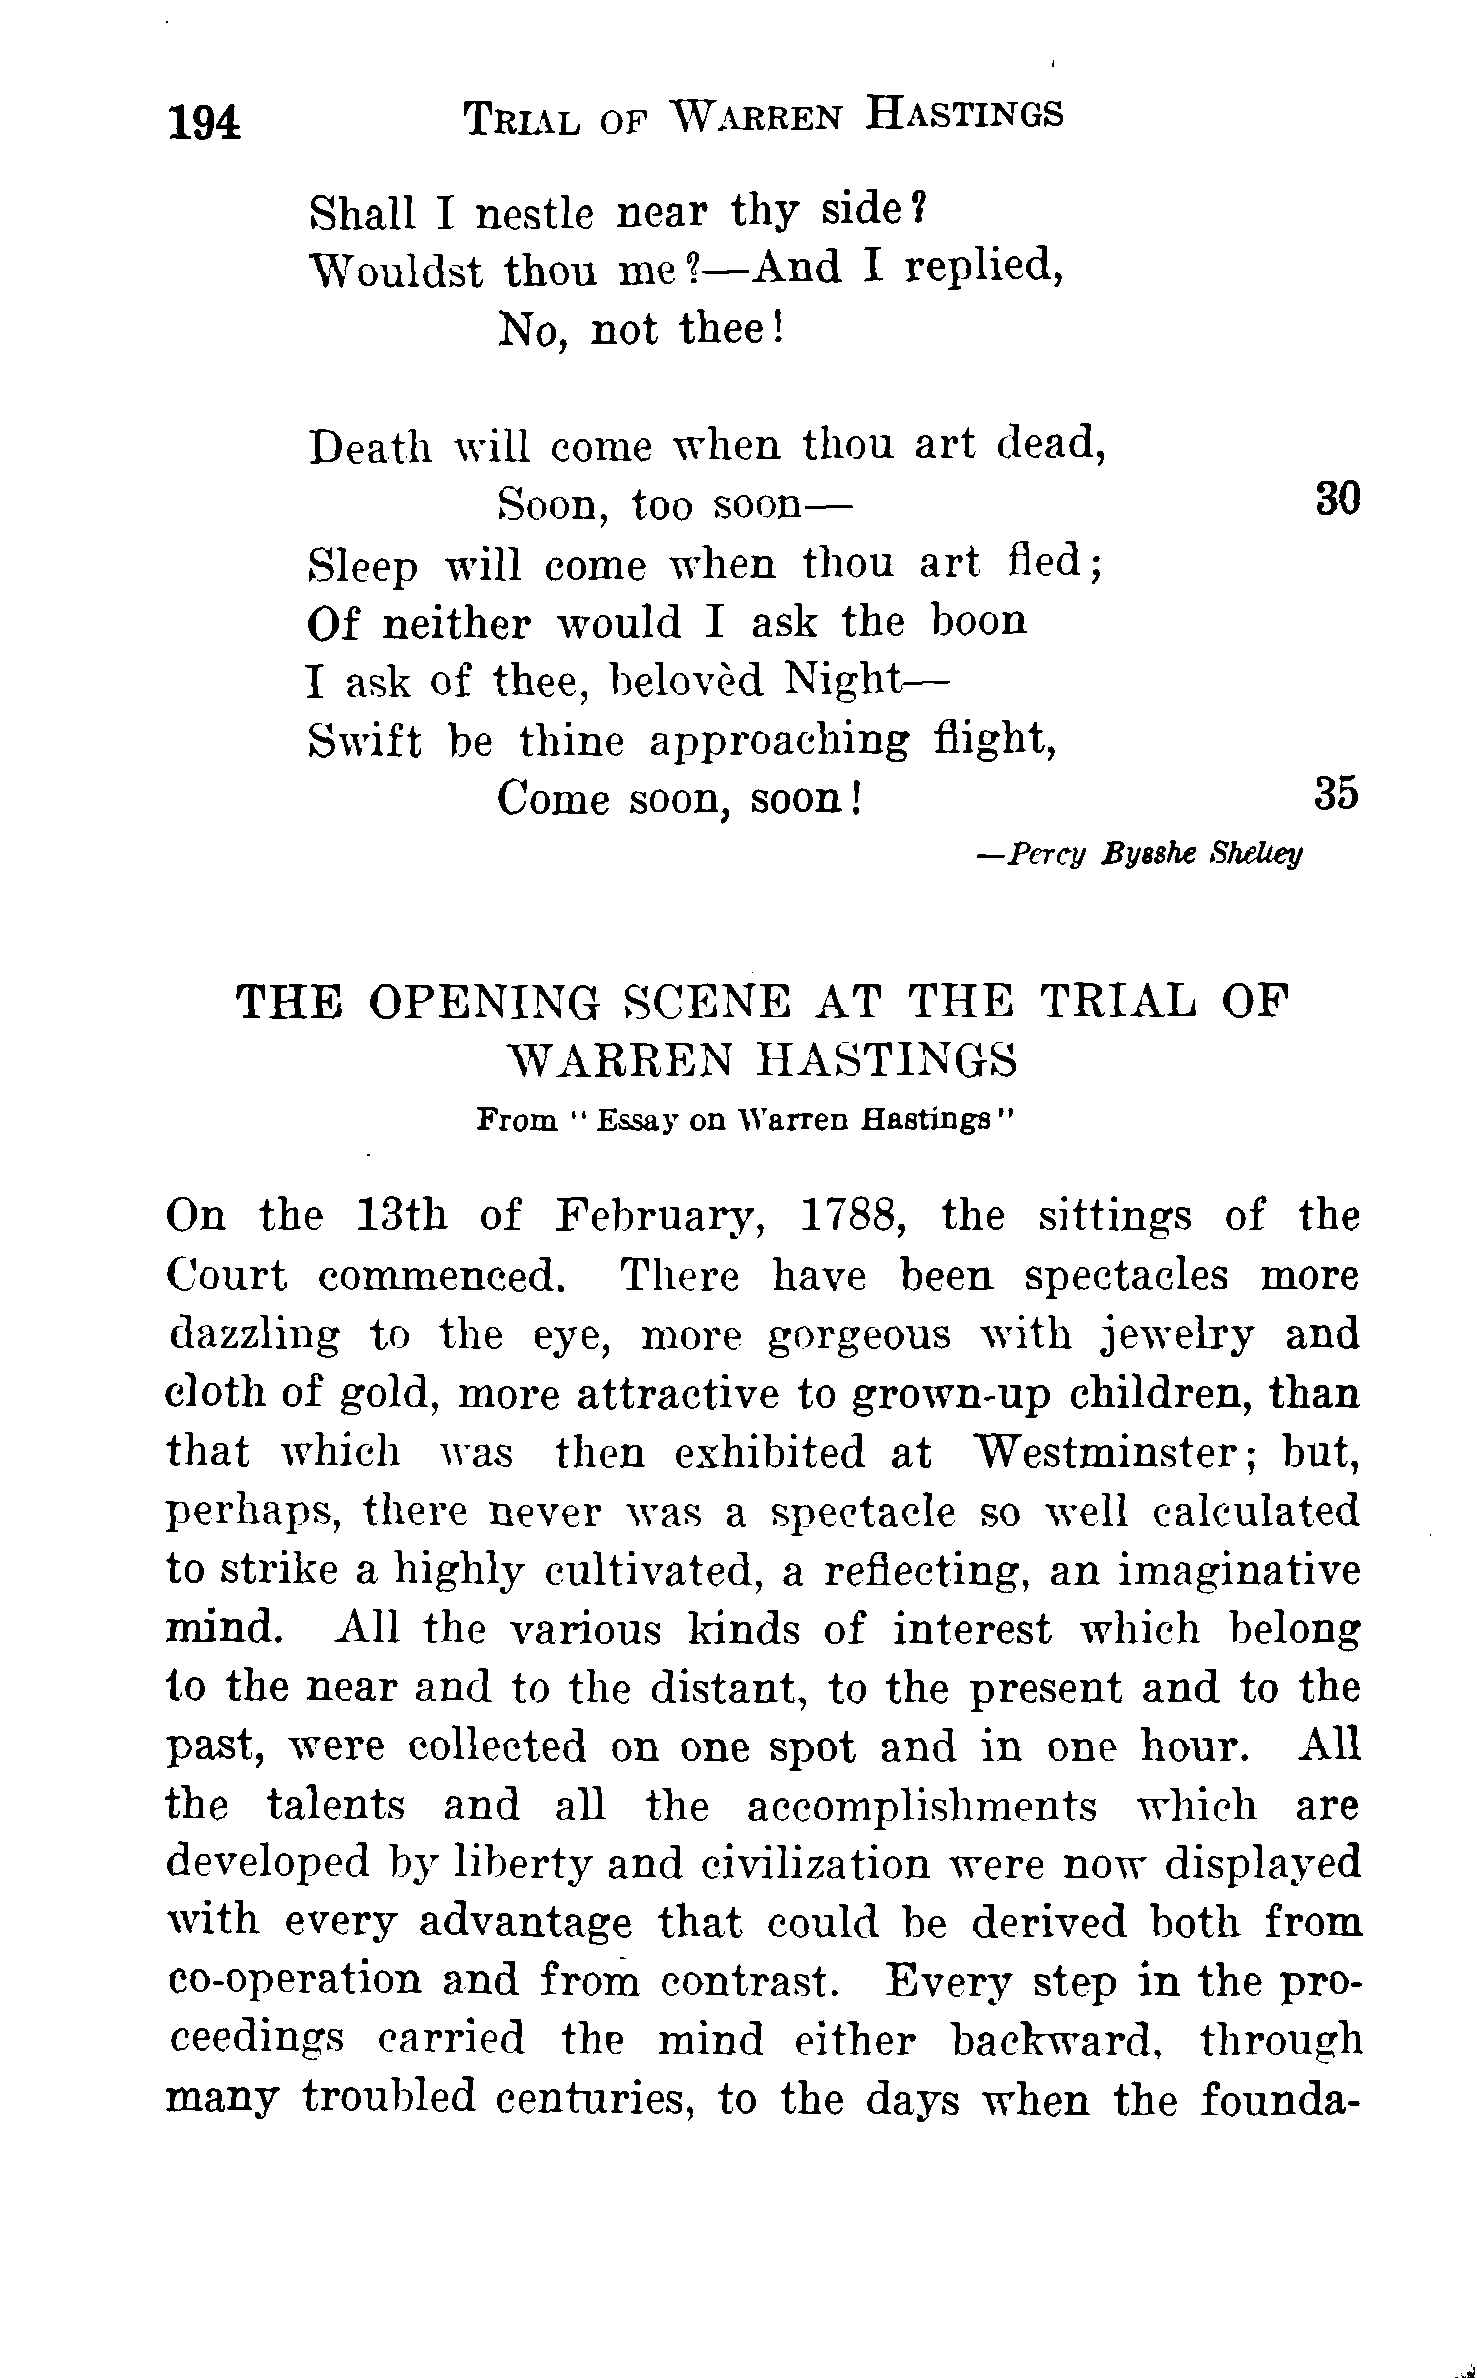 194 TRIAL OF WARREN HASTINGS
Shall I nestle near thy side?
Wouldst thou me?—And I replied,
No, not thee!
Death will come when thou art dead,
Soon, too soon— 30
Sleep will come when thou art fled;
Of neither would I ask the boon
I ask of thee, belovèd Night—
Swift be thine approaching flight,
Come soon, soon! 35
—Percy Bysshe Shelley
THE OPENING SCENE AT THE TRIAL OF
WARREN HASTINGS
From "Essay on Warren Hastings"
On the 13th of February, 1788, the sittings of the
Court commenced. There have been spectacles more
dazzling to the eye, more gorgeous with jewelry and
cloth of gold, more attractive to grown-up children, than
that which was then exhibited at Westminster; but,
perhaps, there never was a spectacle so well calculated
to strike a highly cultivated, a reflecting, an imaginative
mind. All the various kinds of interest which belong
to the near and to the distant, to the present and to the
past, were collected on one spot and in one hour. All
the talents and all the accomplishments which are
developed by liberty and civilization were now displayed
with every advantage that could be derived both from
co-operation and from contrast. Every step in the pro-
ceedings carried the mind either backward, through
many troubled centuries, to the days when the founda-